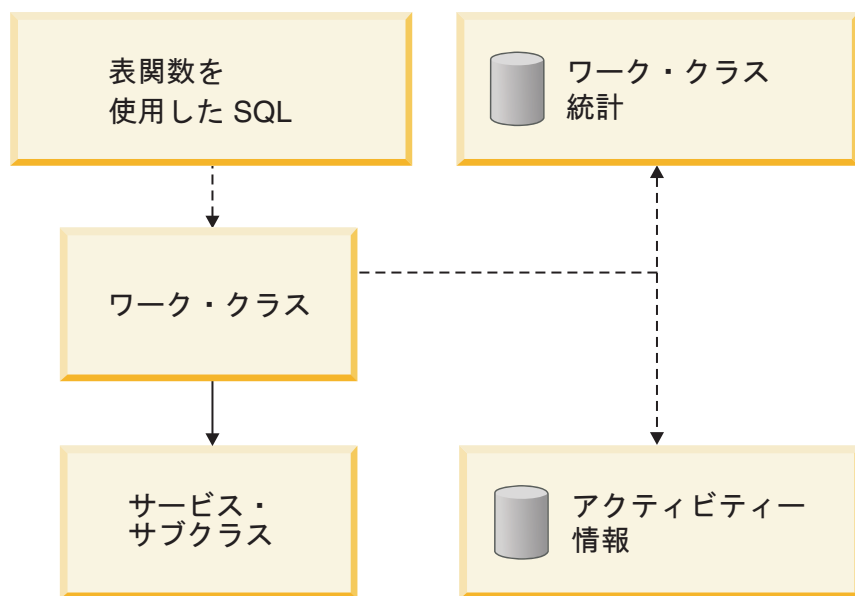 表関数を
使用した SQL
ワーク・クラス
統計
ワーク・クラス
サービス・
サブクラス
アクティビティー
情報